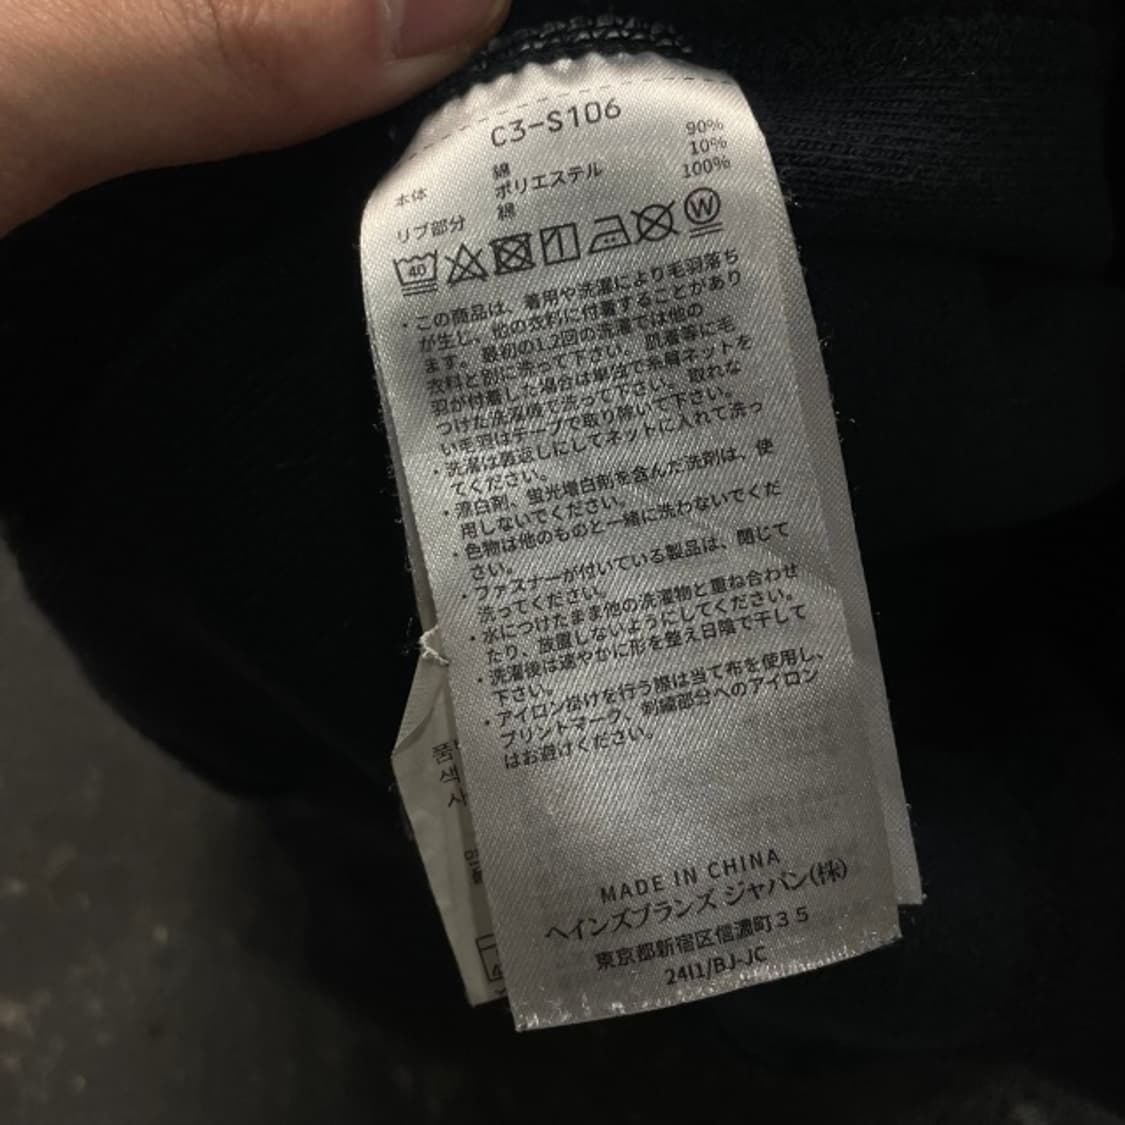 C3-S106
本体 綿 90%
ポリエステル 10%
リブ部分 綿 100%
40
W
・この商品は、着用や洗濯により毛羽落ち
が生じ、他の衣料に付着することがあり
ます。最初の1,2回の洗濯では他の
衣料と別に洗って下さい。肌着等に毛
羽が付着した場合は単独で糸屑ネットを
つけた洗濯機で洗って下さい。取れな
い毛羽はテープで取り除いて下さい。
・洗濯は裏返しにしてネットに入れて洗っ
てください。
・漂白剤、蛍光増白剤を含んだ洗剤は、使
用しないでください。
・色物は他のものと一緒に洗わないでくだ
さい。
・ファスナーが付いている製品は、閉じて
洗ってください。
・水につけたまま他の洗濯物と重ね合わせ
たり、放置しないようにしてください。
・洗濯後は速やかに形を整え日陰で干して
下さい。
・アイロン掛けを行う際は当て布を使用し、
プリントマーク、刺繍部分へのアイロン
はお避けください。
MADE IN CHINA
ヘインズブランズ ジャパン(株)
東京都新宿区信濃町35
24I1/BJ-JC
품
색
사